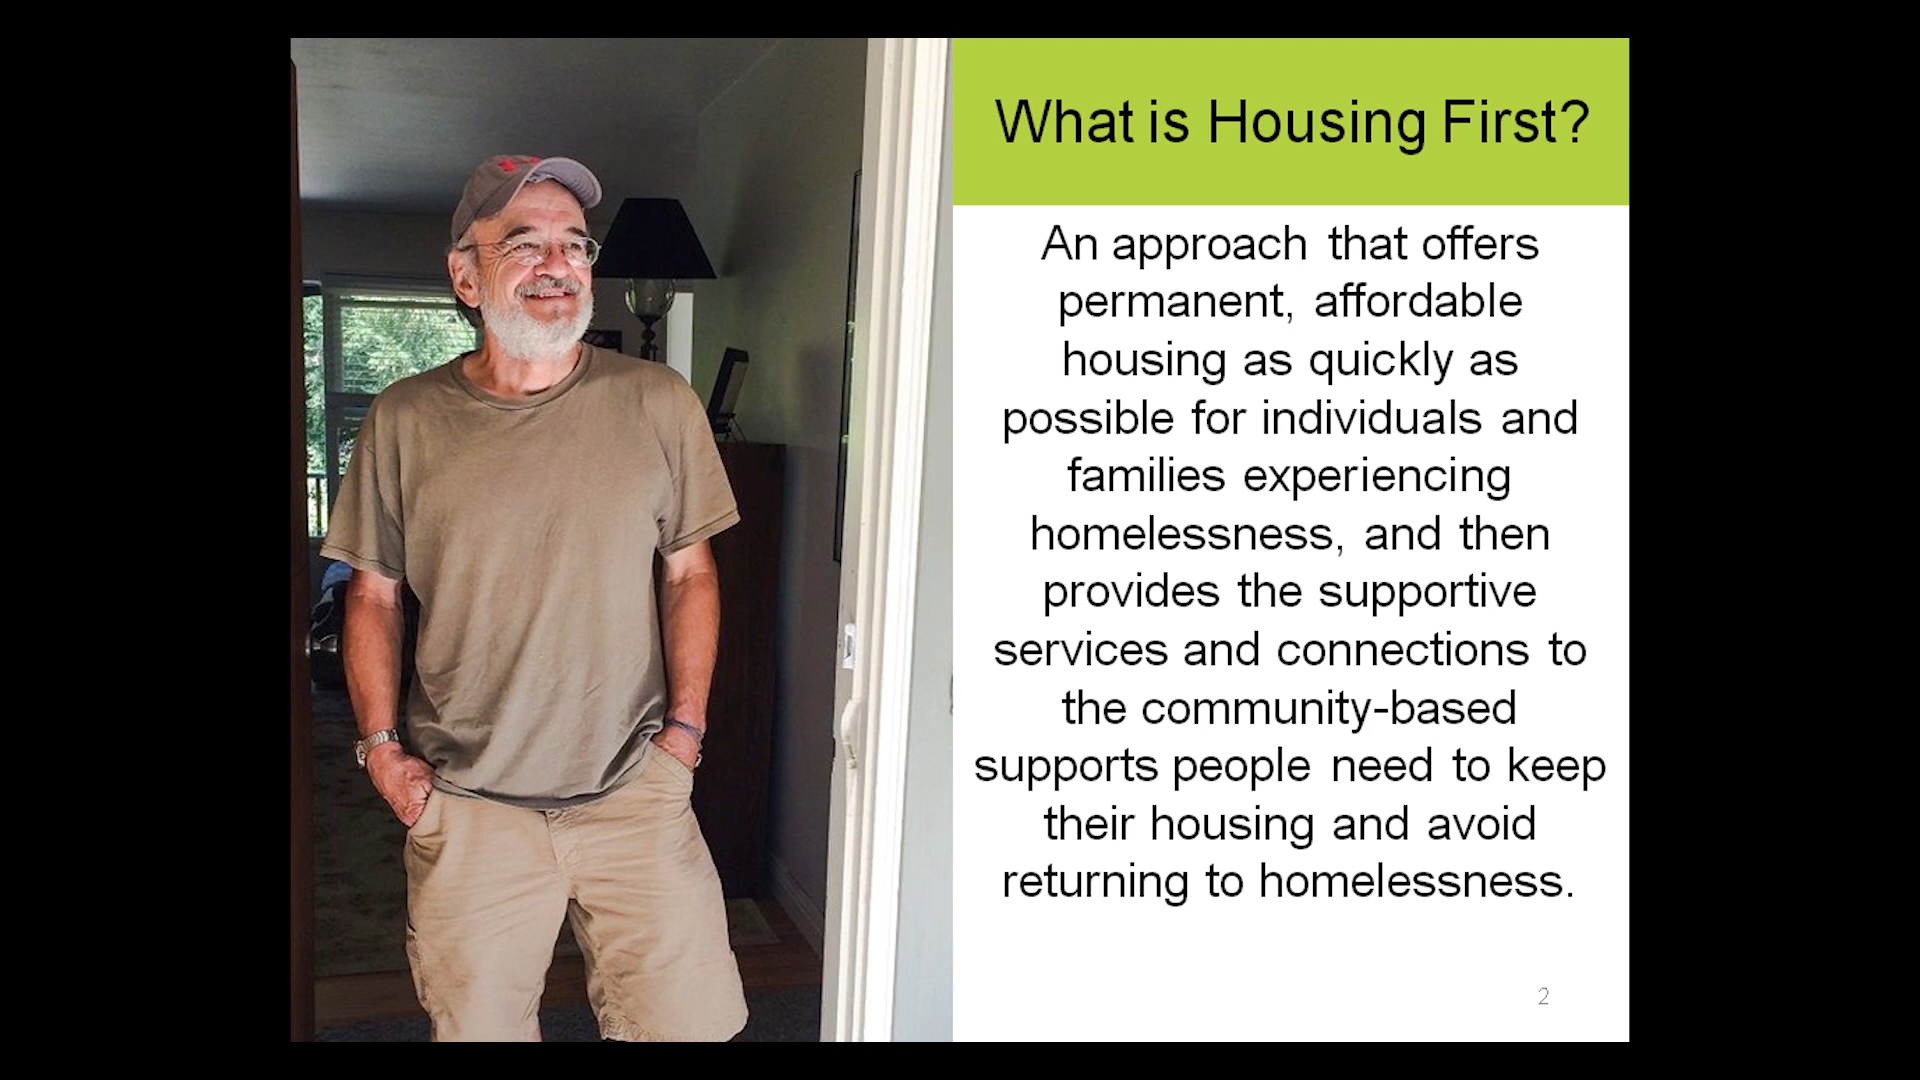 What is Housing First?
An approach that offers
permanent, affordable
housing as quickly as
possible for individuals and
families experiencing
homelessness, and then
provides the supportive
services and connections to
the community-based
supports people need to keep
their housing and avoid
returning to homelessness.
2